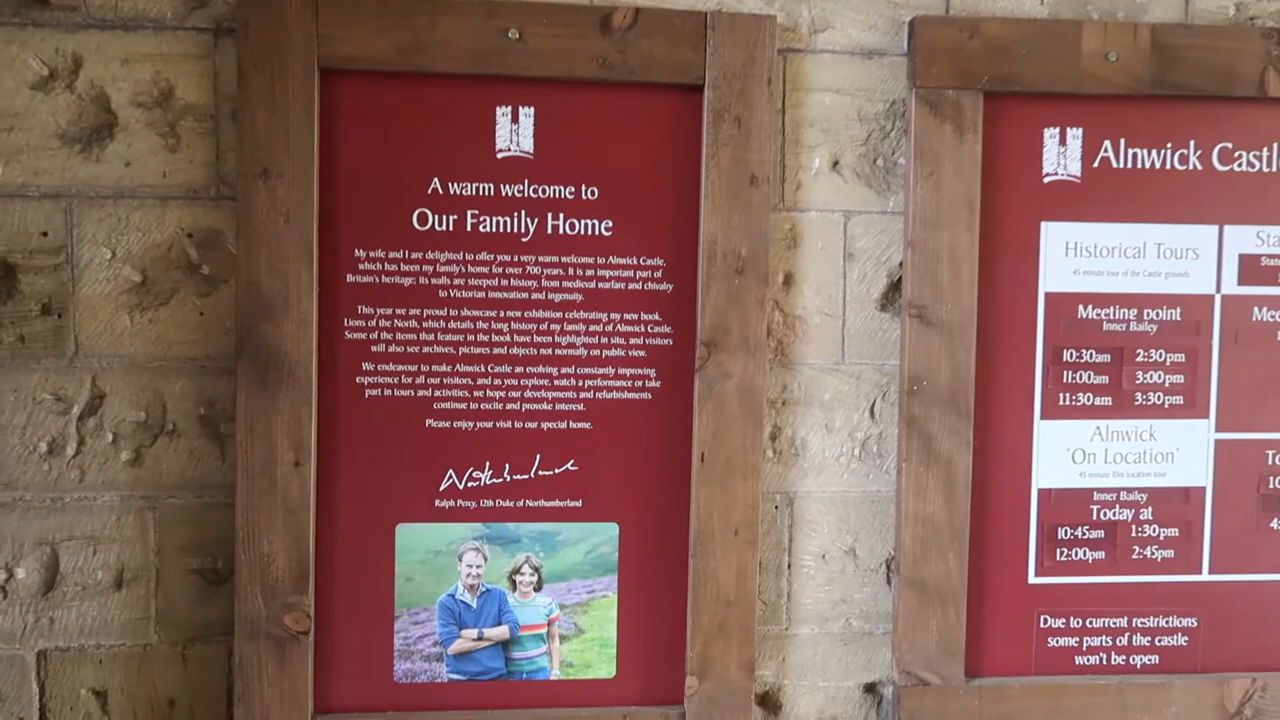 A warm welcome to
Our Family Home
My wife and I are delighted to offer you a very warm welcome to Alnwick Castle,
which has been my family's home for over 700 years. It is an important part of
Britain's heritage; its walls are steeped in history, from medieval warfare and chivalry
to Victorian innovation and ingenuity.
This year we are proud to showcase a new exhibition celebrating my new book,
Lions of the North, which details the long history of my family and of Alnwick Castle.
Some of the items that feature in the book have been highlighted in situ, and visitors
will also see archives, pictures and objects not normally on public view.
We endeavour to make Alnwick Castle an evolving and constantly improving
experience for all our visitors, and as you explore, watch a performance or take
part in tours and activities, we hope our developments and refurbishments
continue to excite and provoke interest.
Please enjoy your visit to our special home.
Northumberland
Ralph Percy, 12th Duke of Northumberland
Alnwick Castl
Historical Tours
45 minute tour of the Castle grounds
Meeting point
Inner Bailey
10:30am 2:30pm
11:00am 3:00pm
11:30am 3:30pm
Alnwick
'On Location'
45 minute film location tour
Inner Bailey
Today at
10:45am 1:30pm
12:00pm 2:45pm
Due to current restrictions
some parts of the castle
won't be open